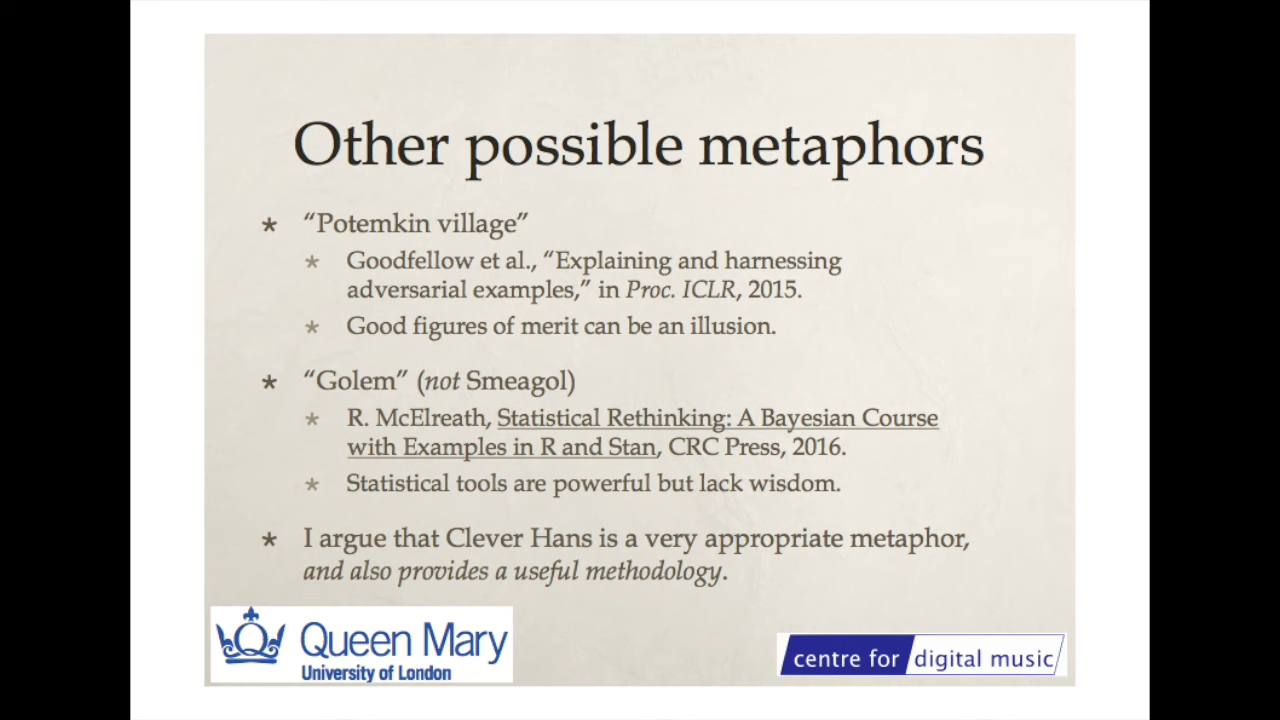 Other possible metaphors
* “Potemkin village”
* Goodfellow et al., “Explaining and harnessing
adversarial examples,” in Proc. ICLR, 2015.
* Good figures of merit can be an illusion.
* “Golem” (not Smeagol)
* R. McElreath, Statistical Rethinking: A Bayesian Course
with Examples in R and Stan, CRC Press, 2016.
* Statistical tools are powerful but lack wisdom.
* I argue that Clever Hans is a very appropriate metaphor,
and also provides a useful methodology.
Queen Mary
University of London
centre for digital music